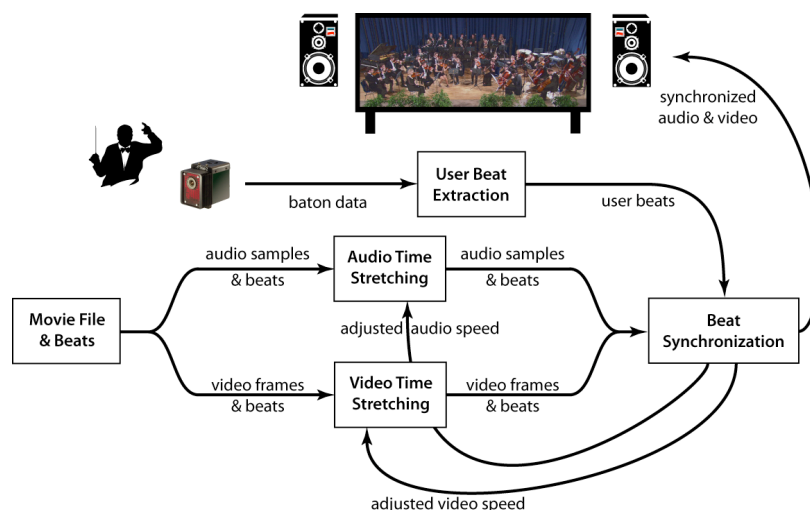 synchronized
audio & video
User Beat
Extraction
baton data
user beats
audio samples
& beats
Audio Time
Stretching
audio samples
& beats
Movie File
& Beats
adjusted audio speed
Beat
Synchronization
video frames
& beats
Video Time
Stretching
video frames
& beats
adjusted video speed